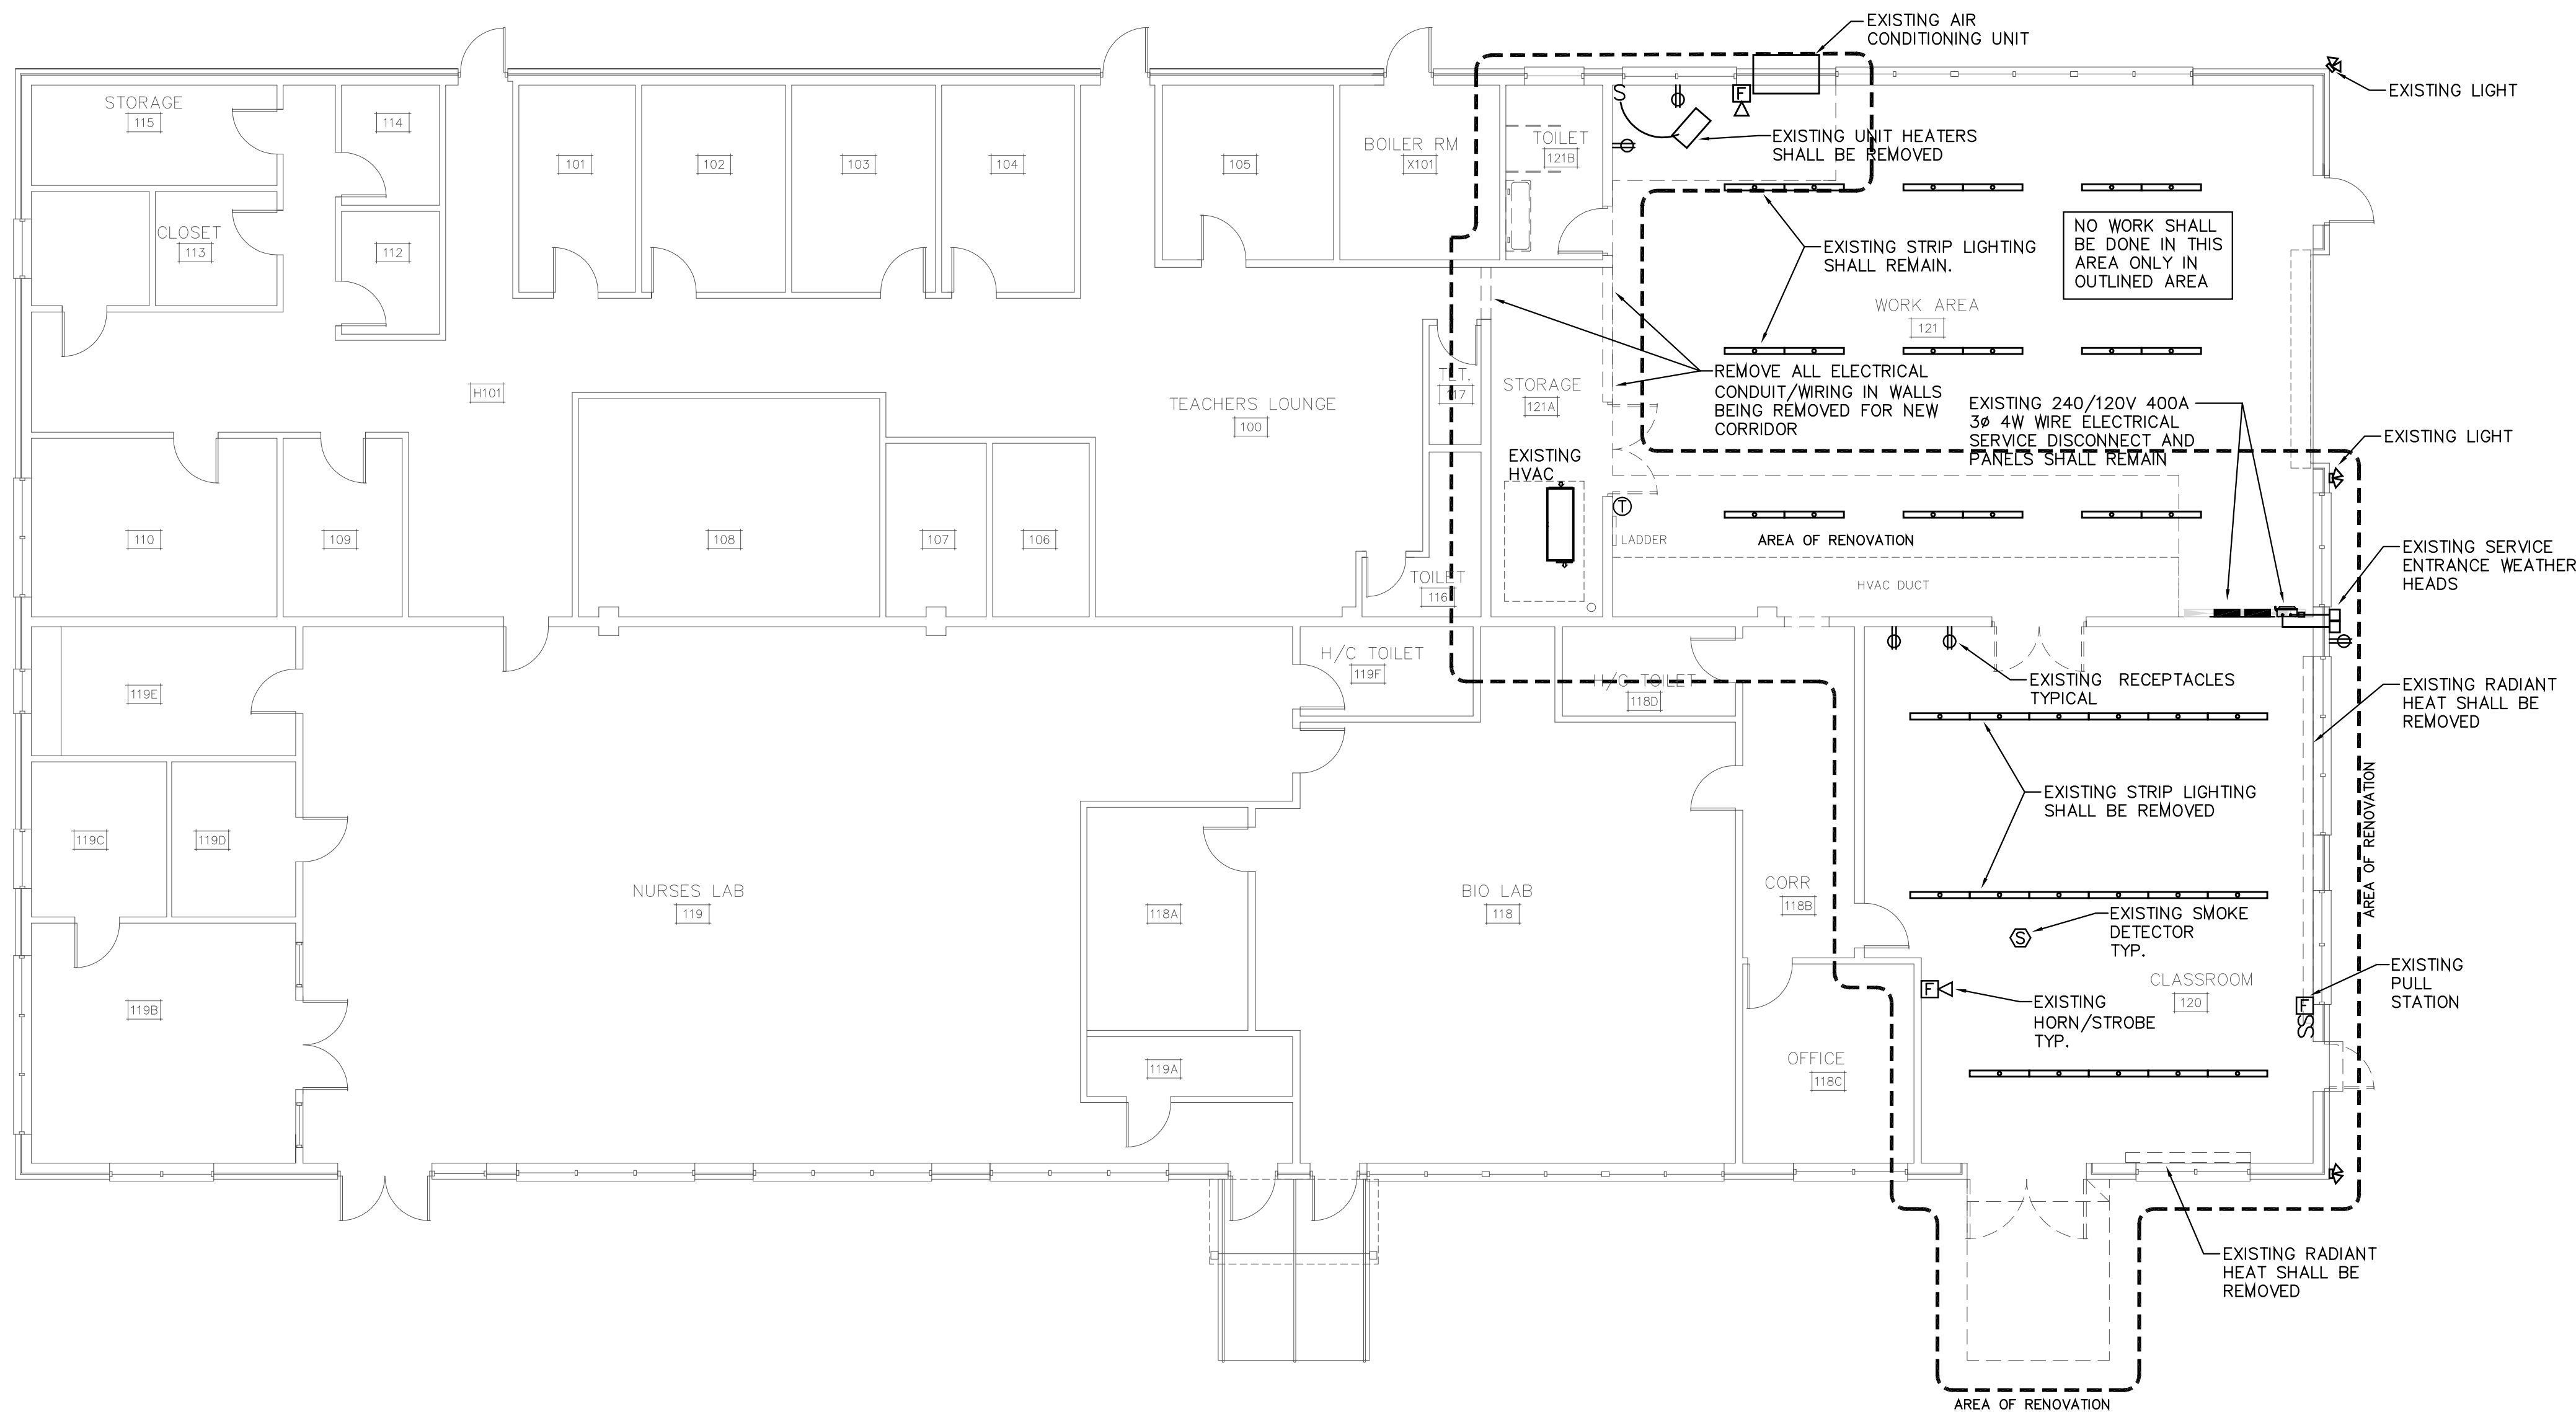 EXISTING AIR
CONDITIONING UNIT
EXISTING LIGHT
STORAGE
115
114
101
102
103
104
105
BOILER RM
X101
TOILET
121B
S
F
EXISTING UNIT HEATERS
SHALL BE REMOVED
CLOSET
113
112
EXISTING STRIP LIGHTING
SHALL REMAIN.
NO WORK SHALL
BE DONE IN THIS
AREA ONLY IN
OUTLINED AREA
WORK AREA
121
H101
TEACHERS LOUNGE
100
TLT.
117
STORAGE
121A
REMOVE ALL ELECTRICAL
CONDUIT/WIRING IN WALLS
BEING REMOVED FOR NEW
CORRIDOR
EXISTING 240/120V 400A
3ø 4W WIRE ELECTRICAL
SERVICE DISCONNECT AND
PANELS SHALL REMAIN
EXISTING LIGHT
EXISTING
HVAC
T
LADDER
AREA OF RENOVATION
HVAC DUCT
110
109
108
107
106
TOILET
116
EXISTING SERVICE
ENTRANCE WEATHER
HEADS
119E
H/C TOILET
119F
H/C TOILET
118D
EXISTING RECEPTACLES
TYPICAL
EXISTING RADIANT
HEAT SHALL BE
REMOVED
119C
119D
EXISTING STRIP LIGHTING
SHALL BE REMOVED
AREA OF RENOVATION
NURSES LAB
119
118A
BIO LAB
118
CORR
118B
EXISTING SMOKE
DETECTOR
TYP.
S
119B
F
EXISTING
HORN/STROBE
TYP.
CLASSROOM
120
F
SS
EXISTING
PULL
STATION
119A
OFFICE
118C
EXISTING RADIANT
HEAT SHALL BE
REMOVED
AREA OF RENOVATION